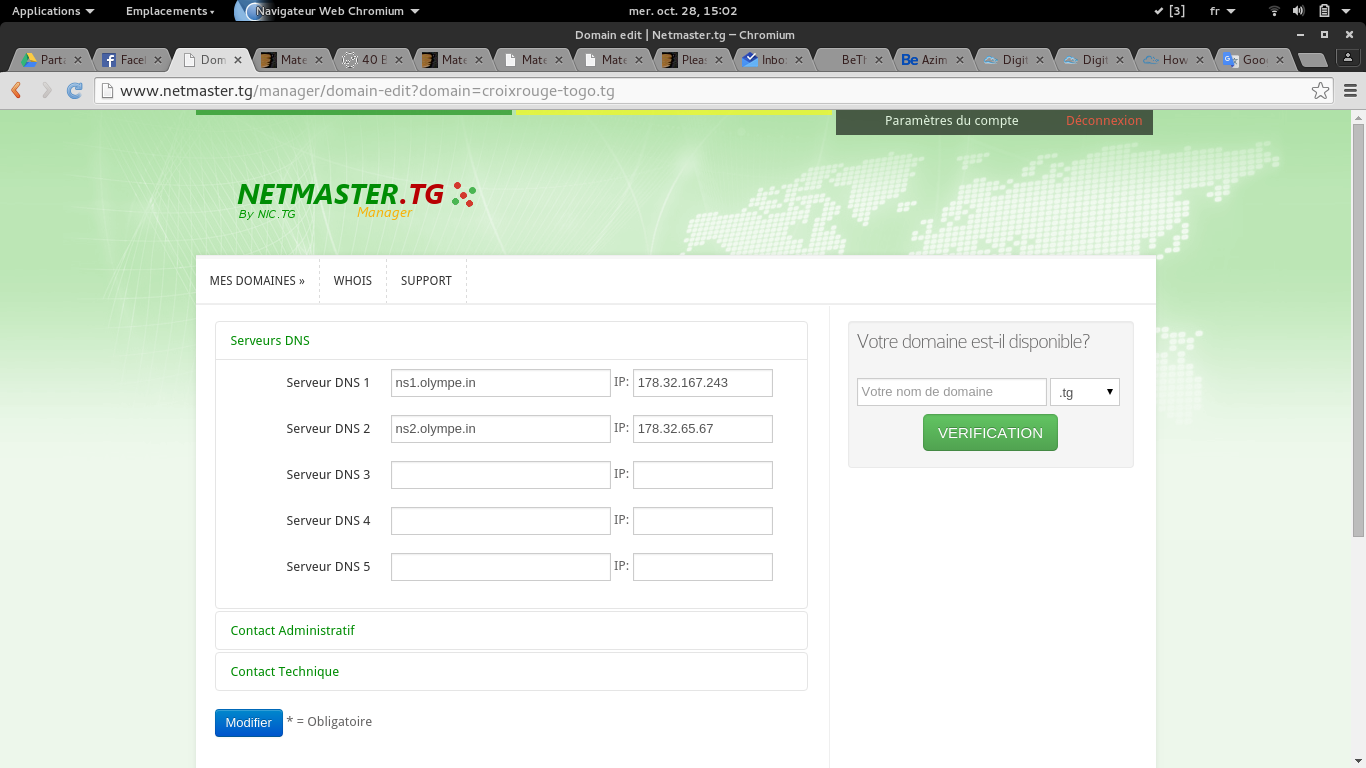 Applications Emplacements Navigateur Web Chromium mer. oct. 28, 15:02 [3] fr
Domain edit | Netmaster.tg – Chromium
Part Face Dom Mate 40 B Mate Mate Mate Pleas Inbo BeTh Azim Digit Digit How Goo
www.netmaster.tg/manager/domain-edit?domain=croixrouge-togo.tg
Paramètres du compte Déconnexion
NETMASTER.TG
By NIC.TG Manager
MES DOMAINES » WHOIS SUPPORT
Serveurs DNS
Serveur DNS 1 ns1.olympe.in IP: 178.32.167.243
Serveur DNS 2 ns2.olympe.in IP: 178.32.65.67
Serveur DNS 3 IP:
Serveur DNS 4 IP:
Serveur DNS 5 IP:
Contact Administratif
Contact Technique
Modifier * = Obligatoire
Votre domaine est-il disponible?
Votre nom de domaine .tg
VERIFICATION